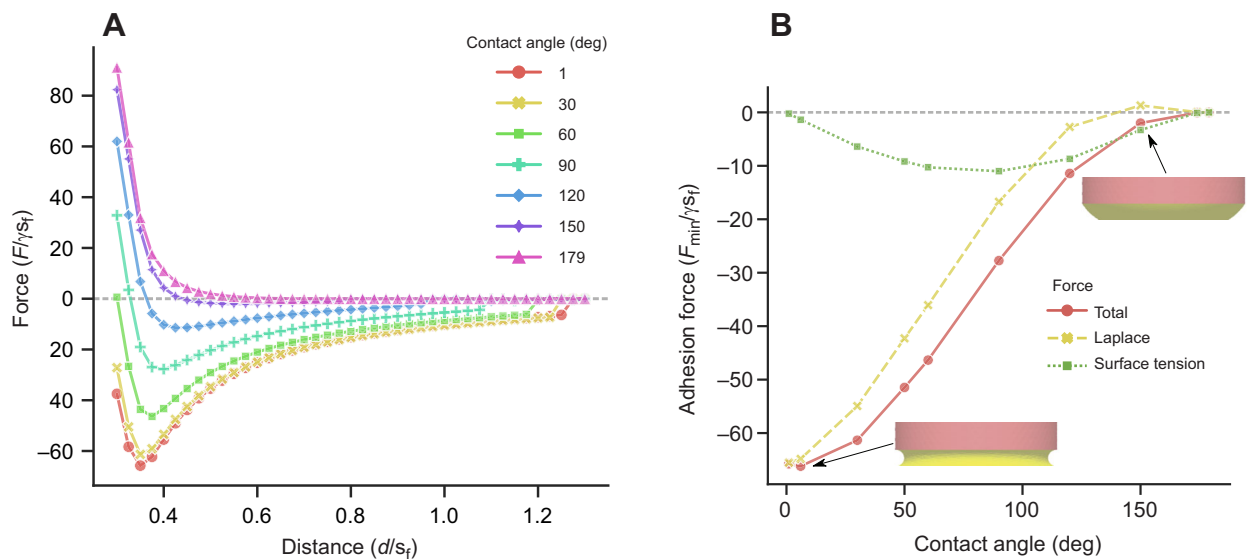 A
Contact angle (deg)
1
30
60
90
120
150
179
80
60
40
20
0
20
40
–60
Force (F/γsf)
0.4
0.6
0.8
1.0
1.2
Distance (d/sf)
B
0
–10
–20
–30
–40
–50
–60
Adhesion force (Fmin/γsf)
Force
Total
Laplace
Surface tension
0
50
100
150
Contact angle (deg)